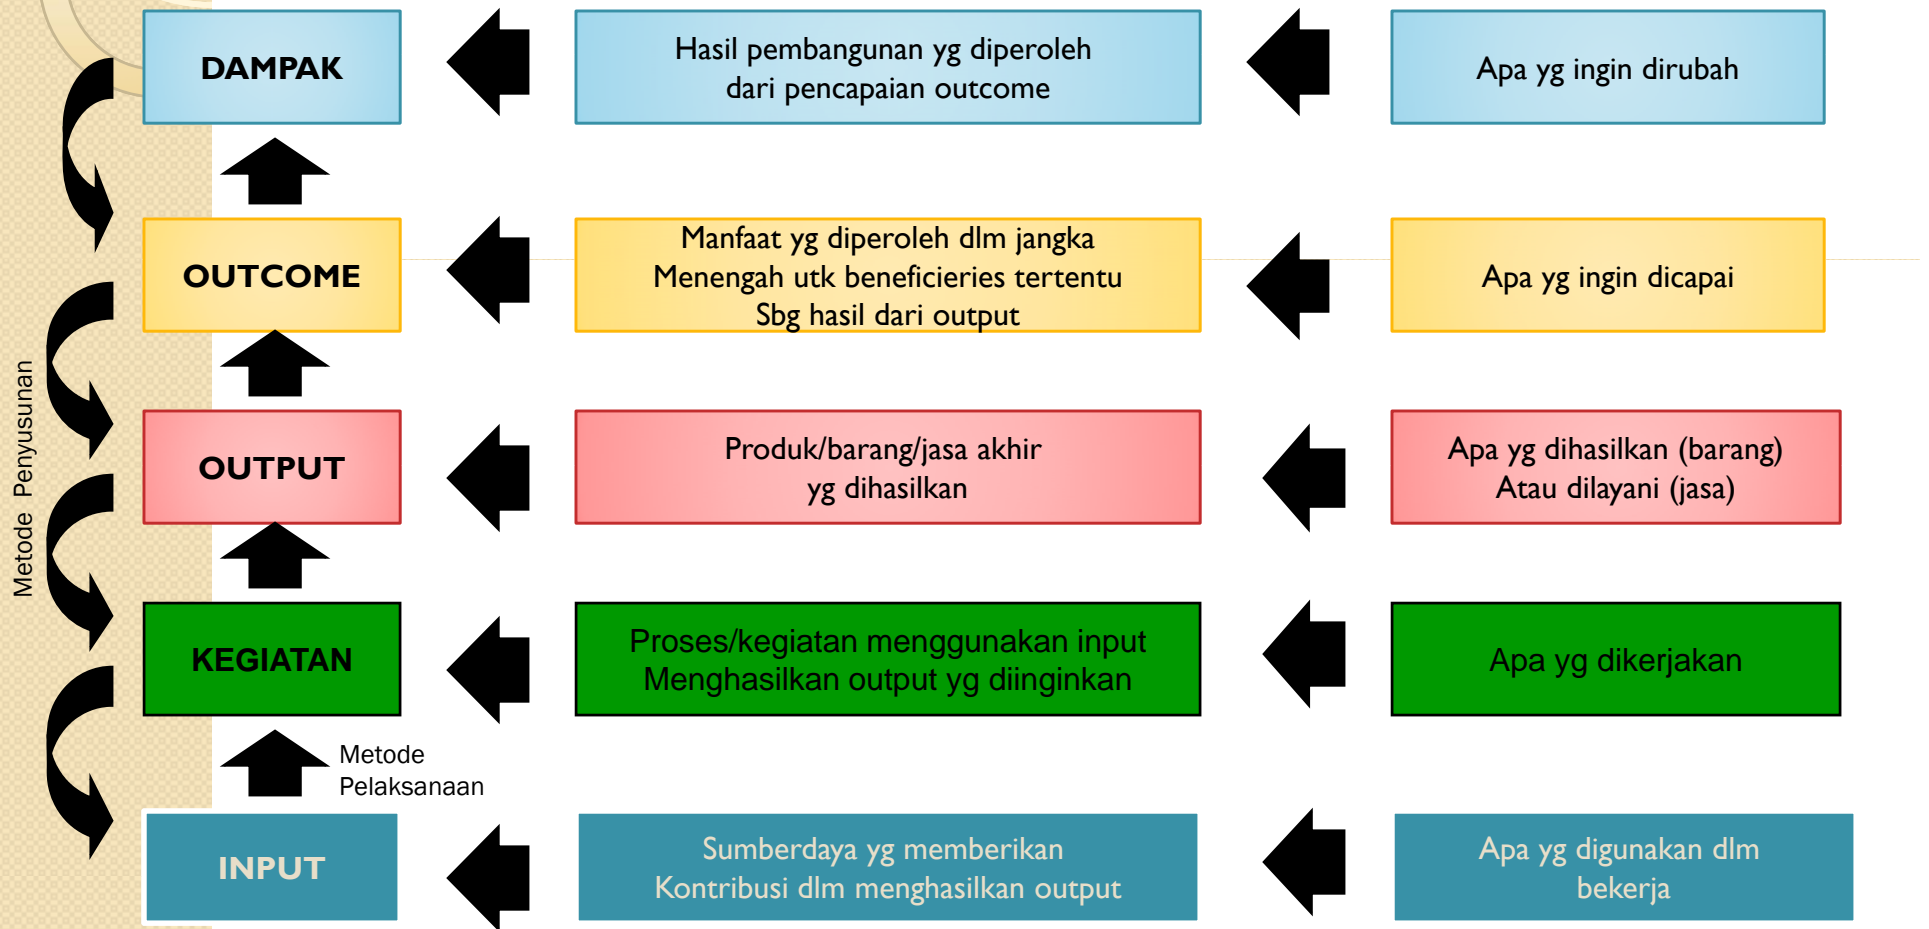 DAMPAK
Hasil pembangunan yg diperoleh
dari pencapaian outcome
Apa yg ingin dirubah
OUTCOME
Manfaat yg diperoleh dlm jangka
Menengah utk beneficieries tertentu
Sbg hasil dari output
Apa yg ingin dicapai
Metode Penyusunan
OUTPUT
Produk/barang/jasa akhir
yg dihasilkan
Apa yg dihasilkan (barang)
Atau dilayani (jasa)
KEGIATAN
Proses/kegiatan menggunakan input
Menghasilkan output yg diinginkan
Apa yg dikerjakan
Metode
Pelaksanaan
INPUT
Sumberdaya yg memberikan
Kontribusi dlm menghasilkan output
Apa yg digunakan dlm
bekerja